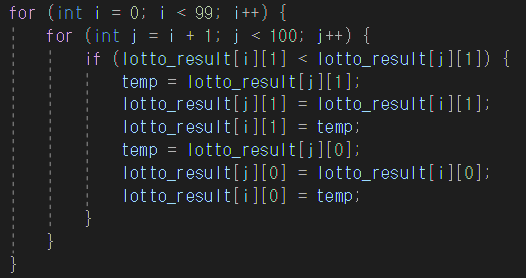 for (int i = 0; i < 99; i++) {
    for (int j = i + 1; j < 100; j++) {
        if (lotto_result[i][1] < lotto_result[j][1]) {
            temp = lotto_result[j][1];
            lotto_result[j][1] = lotto_result[i][1];
            lotto_result[i][1] = temp;
            temp = lotto_result[j][0];
            lotto_result[j][0] = lotto_result[i][0];
            lotto_result[i][0] = temp;
        }
    }
}